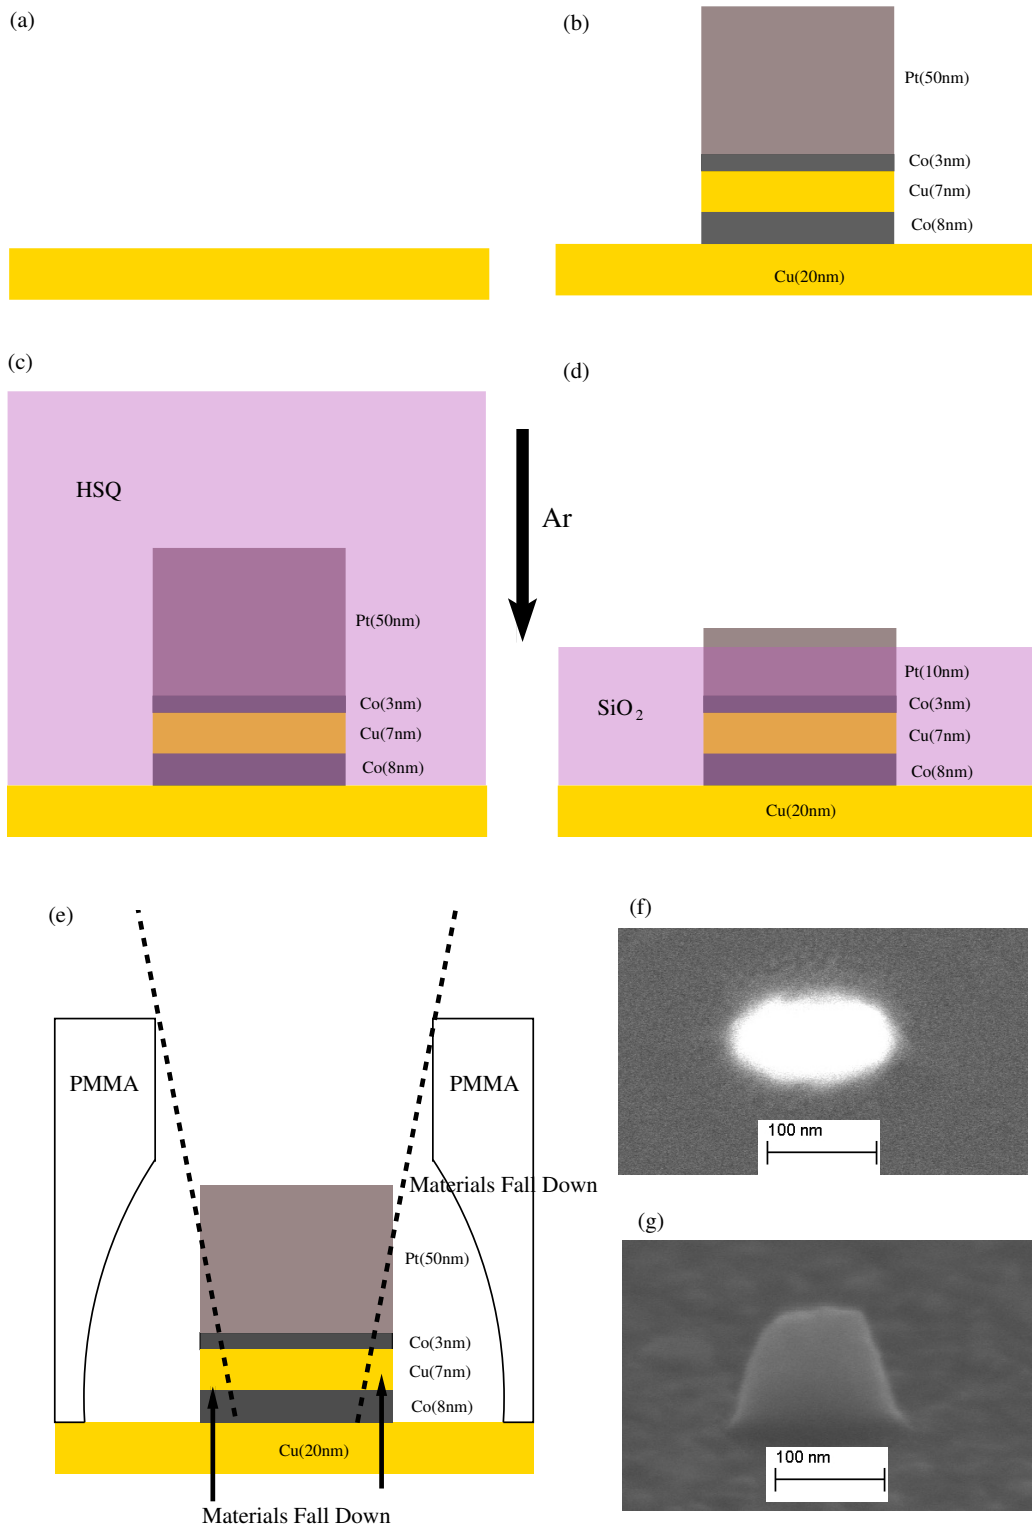 (a)
(b)
Pt(50nm)
Co(3nm)
Cu(7nm)
Co(8nm)
Cu(20nm)
(c)
HSQ
Pt(50nm)
Co(3nm)
Cu(7nm)
Co(8nm)
Ar
(d)
SiO2
Pt(10nm)
Co(3nm)
Cu(7nm)
Co(8nm)
Cu(20nm)
(e)
PMMA
PMMA
Materials Fall Down
Pt(50nm)
Co(3nm)
Cu(7nm)
Co(8nm)
Cu(20nm)
Materials Fall Down
(f)
100 nm
(g)
100 nm